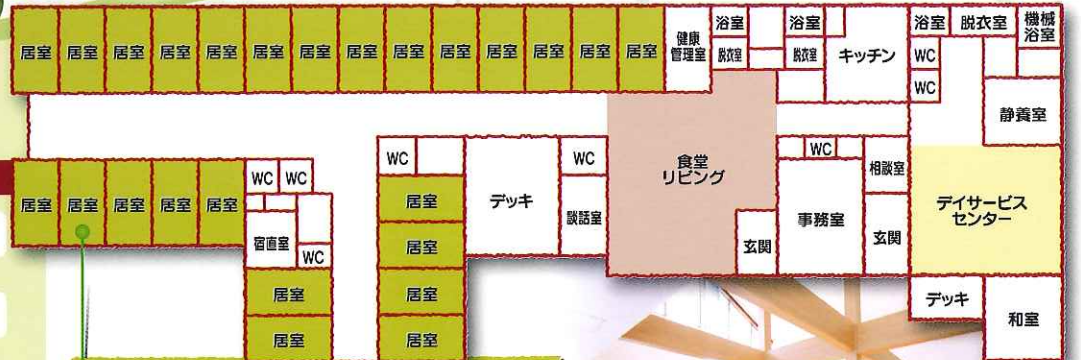 居室 居室 居室 居室 居室 居室 居室 居室 居室 居室 居室 居室 居室 居室
健康
管理室
浴室
脱衣室
浴室
脱衣室
キッチン
浴室
脱衣室
機械
浴室
WC
WC
静養室
居室 居室 居室 居室 居室
WC WC
宿直室
WC
居室
居室
WC
居室
居室
居室
居室
デッキ
WC
談話室
食堂
リビング
玄関
WC
事務室
相談室
玄関
デイサービス
センター
デッキ
和室